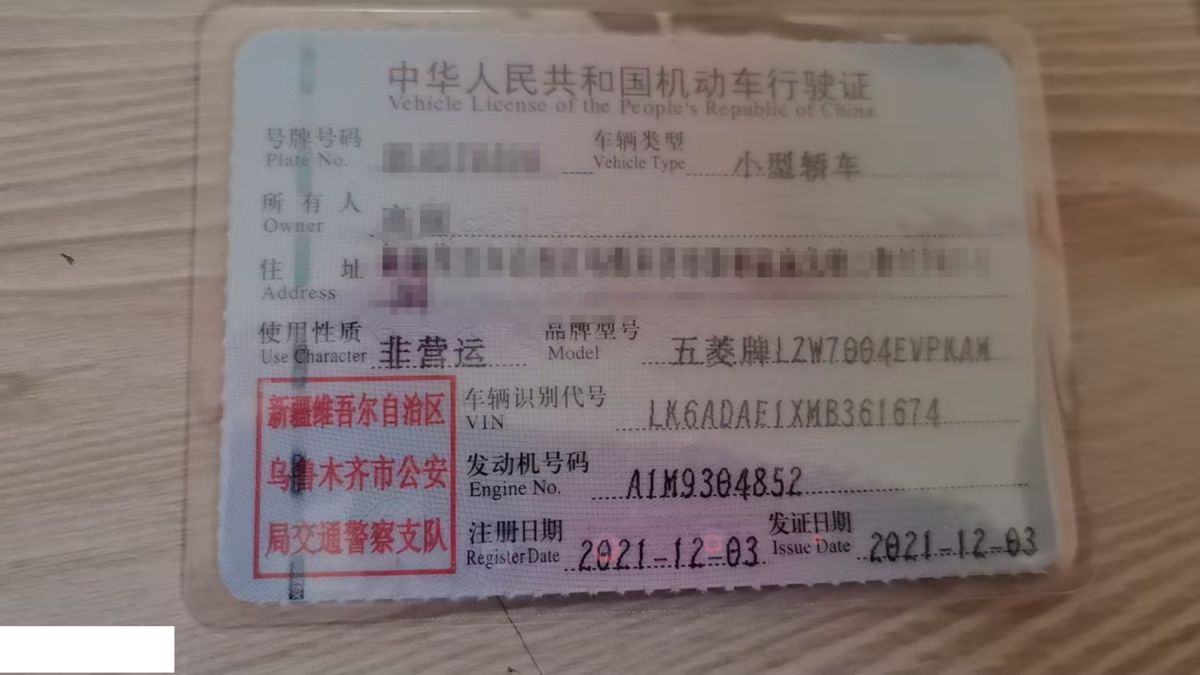 中华人民共和国机动车行驶证
Vehicle License of the People's Republic of China
号牌号码 车辆类型 小型轿车
Plate No. Vehicle Type
所有人
Owner
住址
Address
使用性质 非营运 品牌型号 五菱牌LZW7004EVPKAM
Use Character Model
新疆维吾尔自治区
乌鲁木齐市公安
局交通警察支队
车辆识别代号 LK6ADAE1XMB361674
VIN
发动机号码 A1M9304852
Engine No.
注册日期 2021-12-03 发证日期 2021-12-03
Register Date Issue Date